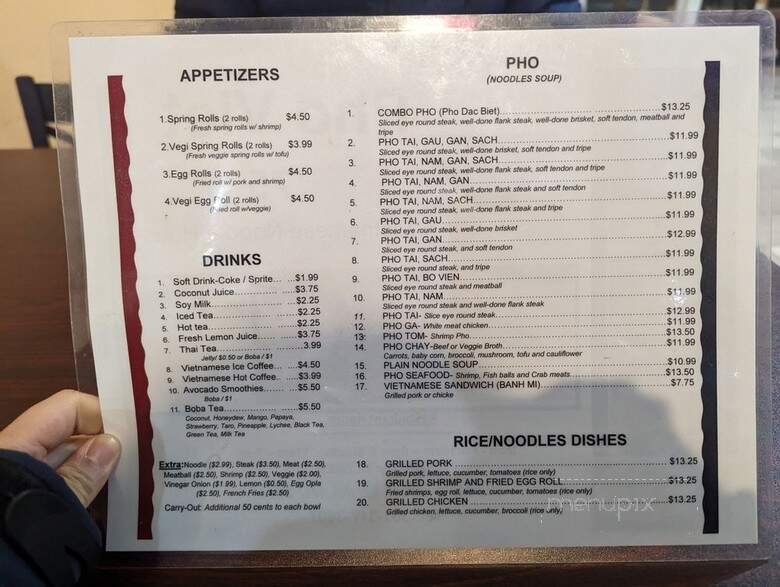 APPETIZERS
1.Spring Rolls (2 rolls) $4.50
(Fresh spring rolls w/ shrimp)
2.Vegi Spring Rolls (2 rolls) $3.99
(Fresh veggie spring rolls w/ tofu)
3.Egg Rolls (2 rolls) $4.50
(Fried roll w/ pork and shrimp)
4.Vegi Egg Roll (2 rolls) $4.50
(Fried roll w/veggie)
DRINKS
1. Soft Drink-Coke / Sprite... ...$1.99
2. Coconut Juice...................$3.75
3. Soy Milk..........................$2.25
4. Iced Tea.........................$2.25
5. Hot tea...........................$2.25
6. Fresh Lemon Juice...........$3.75
7. Thai Tea........................ 3.99
Jelly/ $0.50 or Boba / $1
8. Vietnamese Ice Coffee... ...$4.50
9. Vietnamese Hot Coffee.. ...$3.99
10. Avocado Smoothies.........$5.50
Boba / $1
11. Boba Tea......................$5.50
Coconut, Honeydew, Mango, Papaya,
Strawberry, Taro, Pineapple, Lychee, Black Tea,
Green Tea, Milk Tea
Extra:Noodle ($2.99), Steak ($3.50), Meat ($2.50),
Meatball ($2.50), Shrimp ($2.50), Veggie ($2.00),
Vinegar Onion ($1.99), Lemon ($0.50), Egg Opla
($2.50), French Fries ($2.50)
Carry-Out: Additional 50 cents to each bowl
PHO
(NOODLES SOUP)
1. COMBO PHO (Pho Dac Biet)..............................$13.25
Sliced eye round steak, well-done flank steak, well-done brisket, soft tendon, meatball and
tripe
2. PHO TAI, GAU, GAN, SACH..............................$11.99
Sliced eye round steak, well-done brisket, soft tendon and tripe
3. PHO TAI, NAM, GAN, SACH..............................$11.99
Sliced eye round steak, well-done flank steak, soft tendon and tripe
4. PHO TAI, NAM, GAN..............................$11.99
Sliced eye round steak, well-done flank steak and soft tendon
5. PHO TAI, NAM, SACH..............................$11.99
Sliced eye round steak, well-done flank steak and tripe
6. PHO TAI, GAU..............................$11.99
Sliced eye round steak, well-done brisket
7. PHO TAI, GAN..............................$12.99
Sliced eye round steak, and soft tendon
8. PHO TAI, SACH..............................$11.99
Sliced eye round steak, and tripe
9. PHO TAI, BO VIEN..............................$11.99
Sliced eye round steak and meatball
10. PHO TAI, NAM..............................$11.99
Sliced eye round steak and well-done flank steak
11. PHO TAI- Slice eye round steak..............................$12.99
12. PHO GA- White meat chicken..............................$11.99
13: PHO TOM- Shrimp Pho..............................$13.50
14. PHO CHAY-Beef or Veggie Broth..............................$11.99
Carrots, baby corn, broccoli, mushroom, tofu and cauliflower
15. PLAIN NOODLE SOUP..............................$10.99
16. PHO SEAFOOD- Shrimp, Fish balls and Crab meats..............................$13.50
17. VIETNAMESE SANDWICH (BANH MI)..............................$7.75
Grilled pork or chicke
RICE/NOODLES DISHES
18. GRILLED PORK..............................$13.25
Grilled pork, lettuce, cucumber, tomatoes (rice only)
19. GRILLED SHRIMP AND FRIED EGG ROLL..............................$13.25
Fried shrimps, egg roll, lettuce, cucumber, tomatoes (rice only)
20. GRILLED CHICKEN..............................$13.25
Grilled chicken, lettuce, cucumber, broccoli (rice only)
menupix